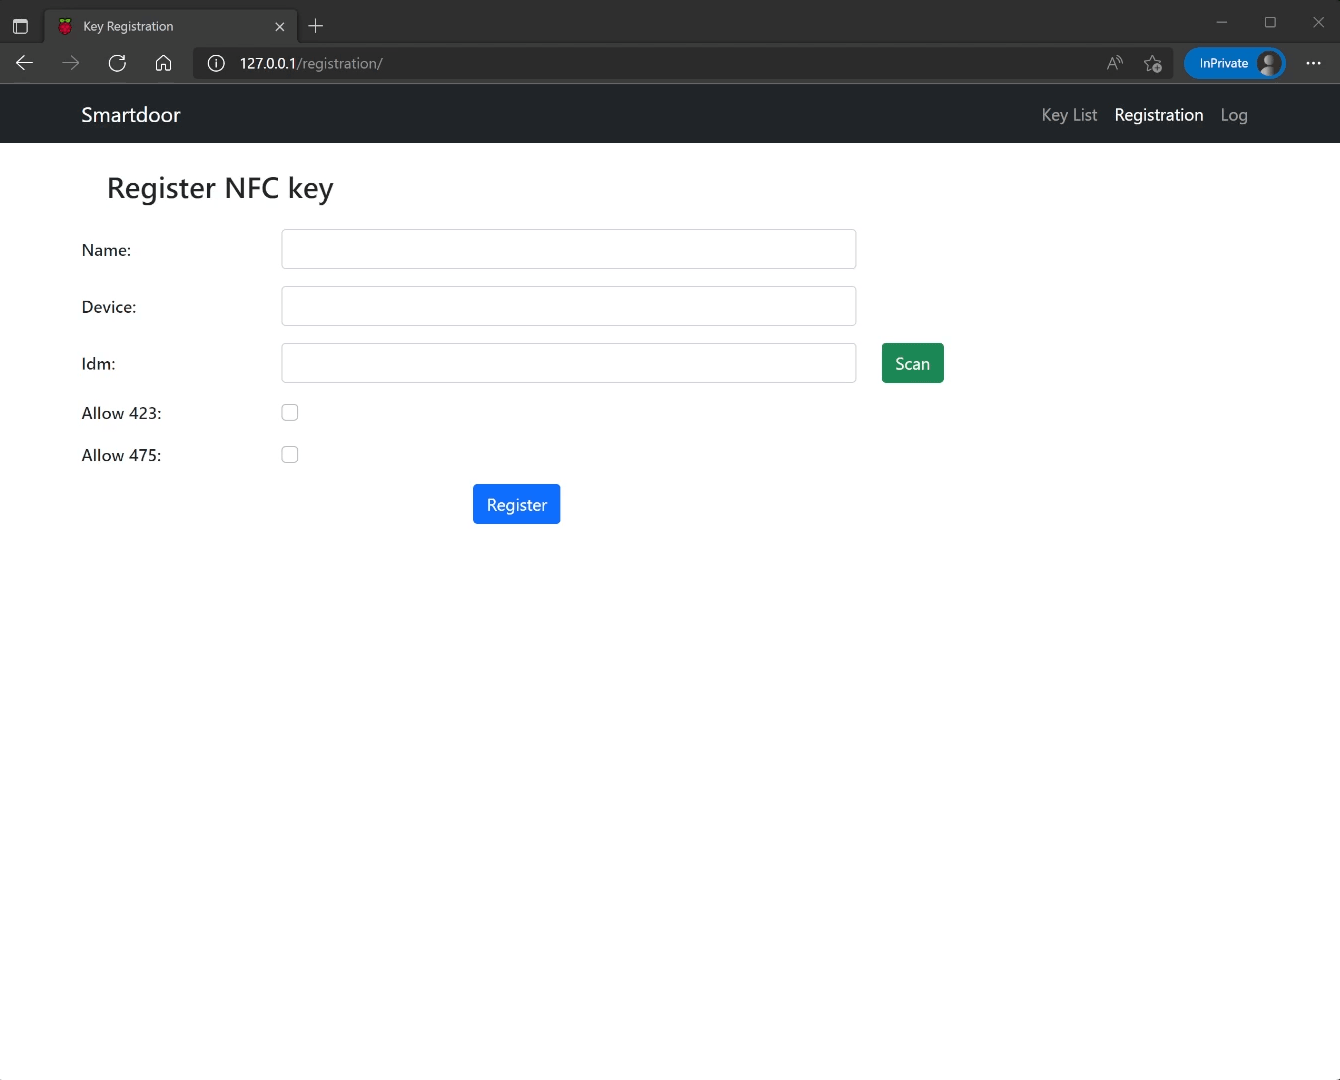 Key Registration
127.0.0.1/registration/
InPrivate
Smartdoor
Key List Registration Log
Register NFC key
Name:
Device:
Idm:
Scan
Allow 423:
Allow 475:
Register